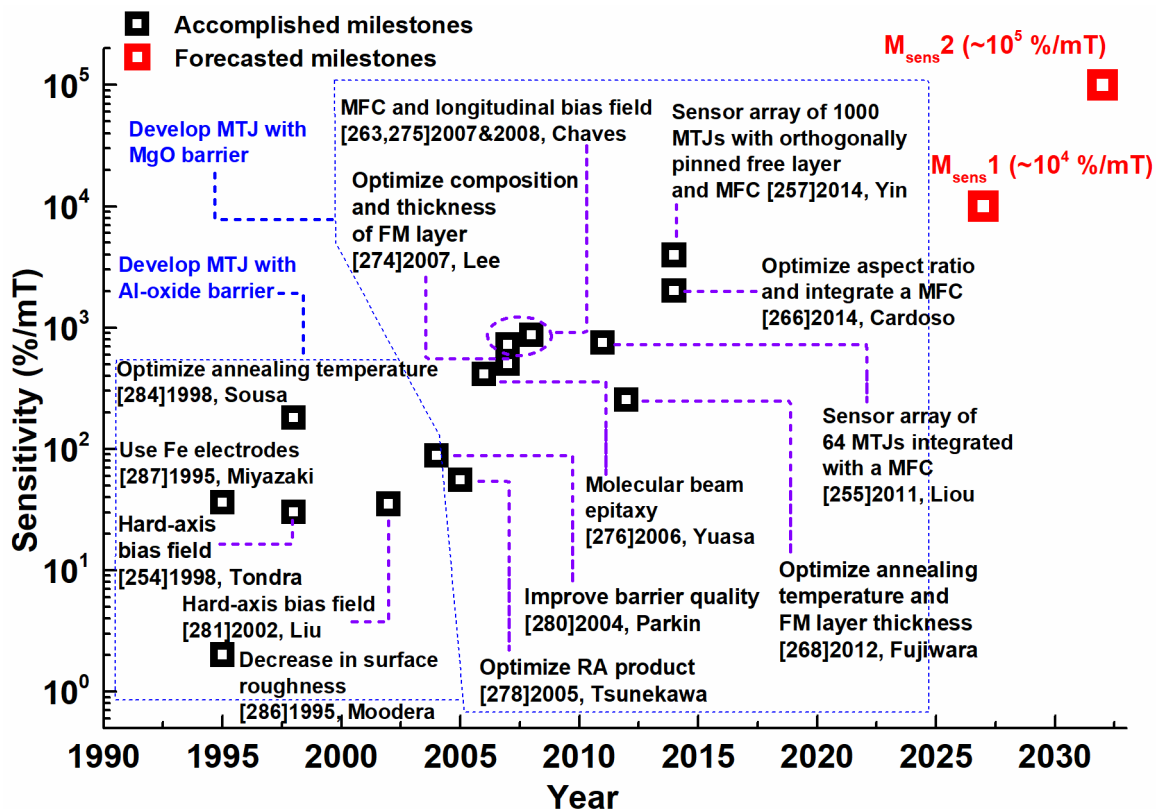 Accomplished milestones
Forecasted milestones
M_sens2 (~10^5 %/mT)
M_sens1 (~10^4 %/mT)
Develop MTJ with
MgO barrier
MFC and longitudinal bias field
[263,275]2007&2008, Chaves
Sensor array of 1000
MTJs with orthogonally
pinned free layer
and MFC [257]2014, Yin
Optimize composition
and thickness
of FM layer
[274]2007, Lee
Develop MTJ with
Al-oxide barrier
Optimize aspect ratio
and integrate a MFC
[266]2014, Cardoso
Optimize annealing temperature
[284]1998, Sousa
Use Fe electrodes
[287]1995, Miyazaki
Hard-axis
bias field
[254]1998, Tondra
Hard-axis bias field
[281]2002, Liu
Decrease in surface
roughness
[286]1995, Moodera
Sensor array of
64 MTJs integrated
with a MFC
[255]2011, Liou
Molecular beam
epitaxy
[276]2006, Yuasa
Improve barrier quality
[280]2004, Parkin
Optimize RA product
[278]2005, Tsunekawa
Optimize annealing
temperature and
FM layer thickness
[268]2012, Fujiwara
Sensitivity (%/mT)
10^5
10^4
10^3
10^2
10^1
10^0
1990 1995 2000 2005 2010 2015 2020 2025 2030
Year